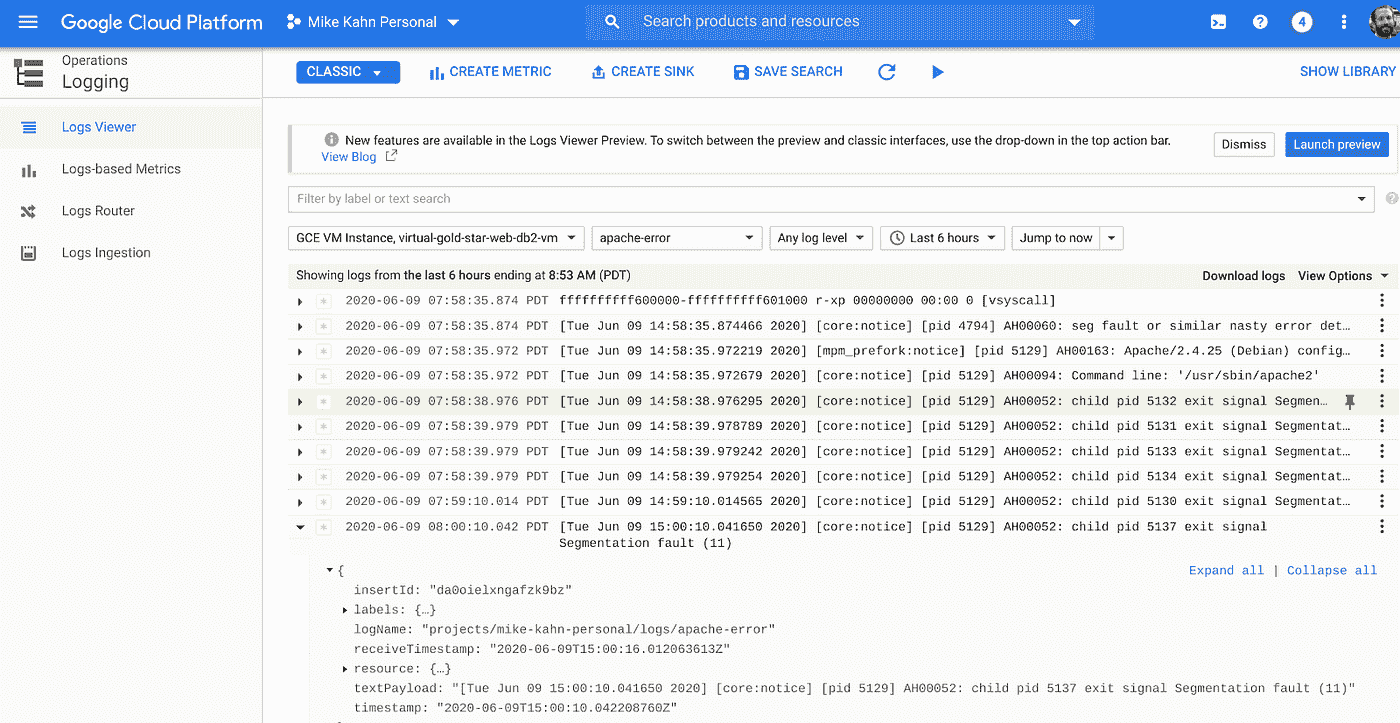 Google Cloud Platform Mike Kahn Personal Search products and resources 4
Operations
Logging
CLASSIC CREATE METRIC CREATE SINK SAVE SEARCH SHOW LIBRARY
Logs Viewer
Logs-based Metrics
Logs Router
Logs Ingestion
New features are available in the Logs Viewer Preview. To switch between the preview and classic interfaces, use the drop-down in the top action bar.
View Blog
Dismiss Launch preview
Filter by label or text search
GCE VM Instance, virtual-gold-star-web-db2-vm apache-error Any log level Last 6 hours Jump to now
Showing logs from the last 6 hours ending at 8:53 AM (PDT) Download logs View Options
2020-06-09 07:58:35.874 PDT ffffffffff600000-ffffffffff601000 r-xp 00000000 00:00 0 [vsyscall]
2020-06-09 07:58:35.874 PDT [Tue Jun 09 14:58:35.874466 2020] [core:notice] [pid 4794] AH00060: seg fault or similar nasty error det…
2020-06-09 07:58:35.972 PDT [Tue Jun 09 14:58:35.972219 2020] [mpm_prefork:notice] [pid 5129] AH00163: Apache/2.4.25 (Debian) config…
2020-06-09 07:58:35.972 PDT [Tue Jun 09 14:58:35.972679 2020] [core:notice] [pid 5129] AH00094: Command line: '/usr/sbin/apache2'
2020-06-09 07:58:38.976 PDT [Tue Jun 09 14:58:38.976295 2020] [core:notice] [pid 5129] AH00052: child pid 5132 exit signal Segmen…
2020-06-09 07:58:39.979 PDT [Tue Jun 09 14:58:39.978789 2020] [core:notice] [pid 5129] AH00052: child pid 5131 exit signal Segmentat…
2020-06-09 07:58:39.979 PDT [Tue Jun 09 14:58:39.979242 2020] [core:notice] [pid 5129] AH00052: child pid 5133 exit signal Segmentat…
2020-06-09 07:58:39.979 PDT [Tue Jun 09 14:58:39.979254 2020] [core:notice] [pid 5129] AH00052: child pid 5134 exit signal Segmentat…
2020-06-09 07:59:10.014 PDT [Tue Jun 09 14:59:10.014565 2020] [core:notice] [pid 5129] AH00052: child pid 5130 exit signal Segmentat…
2020-06-09 08:00:10.042 PDT [Tue Jun 09 15:00:10.041650 2020] [core:notice] [pid 5129] AH00052: child pid 5137 exit signal
Segmentation fault (11)
{ Expand all | Collapse all
insertId: "da0oielxngafzk9bz"
labels: {…}
logName: "projects/mike-kahn-personal/logs/apache-error"
receiveTimestamp: "2020-06-09T15:00:16.012063613Z"
resource: {…}
textPayload: "[Tue Jun 09 15:00:10.041650 2020] [core:notice] [pid 5129] AH00052: child pid 5137 exit signal Segmentation fault (11)"
timestamp: "2020-06-09T15:00:10.042208760Z"